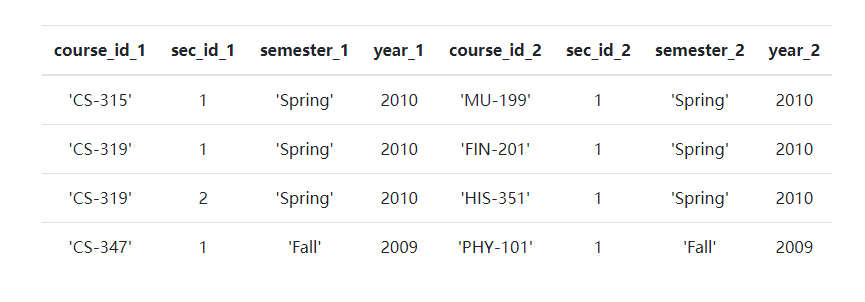 course_id_1 sec_id_1 semester_1 year_1 course_id_2 sec_id_2 semester_2 year_2
'CS-315' 1 'Spring' 2010 'MU-199' 1 'Spring' 2010
'CS-319' 1 'Spring' 2010 'FIN-201' 1 'Spring' 2010
'CS-319' 2 'Spring' 2010 'HIS-351' 1 'Spring' 2010
'CS-347' 1 'Fall' 2009 'PHY-101' 1 'Fall' 2009